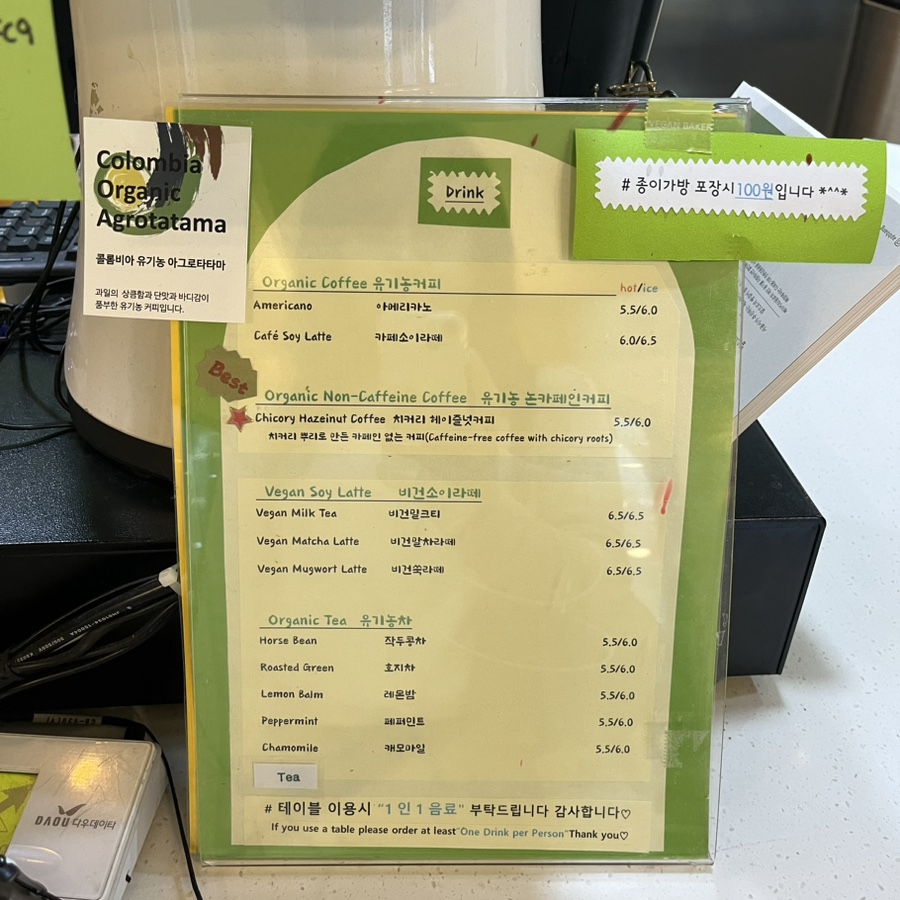 Colombia
Organic
Agrotatama
콜롬비아 유기농 아그로타타마
과일의 상큼함과 단맛과 바디감이
풍부한 유기농 커피입니다.
VEGAN BAKER
# 종이가방 포장시 100원입니다 *^^*
Drink
Organic Coffee 유기농커피 hot/ice
Americano 아메리카노 5.5/6.0
Café Soy Latte 카페소이라떼 6.0/6.5
Best
Organic Non-Caffeine Coffee 유기농 논카페인커피
Chicory Hazeinut Coffee 치커리 헤이즐넛커피 5.5/6.0
치커리 뿌리로 만든 카페인 없는 커피(Caffeine-free coffee with chicory roots)
Vegan Soy Latte 비건소이라떼
Vegan Milk Tea 비건밀크티 6.5/6.5
Vegan Matcha Latte 비건말차라떼 6.5/6.5
Vegan Mugwort Latte 비건쑥라떼 6.5/6.5
Organic Tea 유기농차
Horse Bean 작두콩차 5.5/6.0
Roasted Green 호지차 5.5/6.0
Lemon Balm 레몬밤 5.5/6.0
Peppermint 페퍼민트 5.5/6.0
Chamomile 캐모마일 5.5/6.0
Tea
# 테이블 이용시 "1 인 1 음료" 부탁드립니다 감사합니다♡
If you use a table please order at least"One Drink per Person"Thank you♡
DAOU 다우데이타